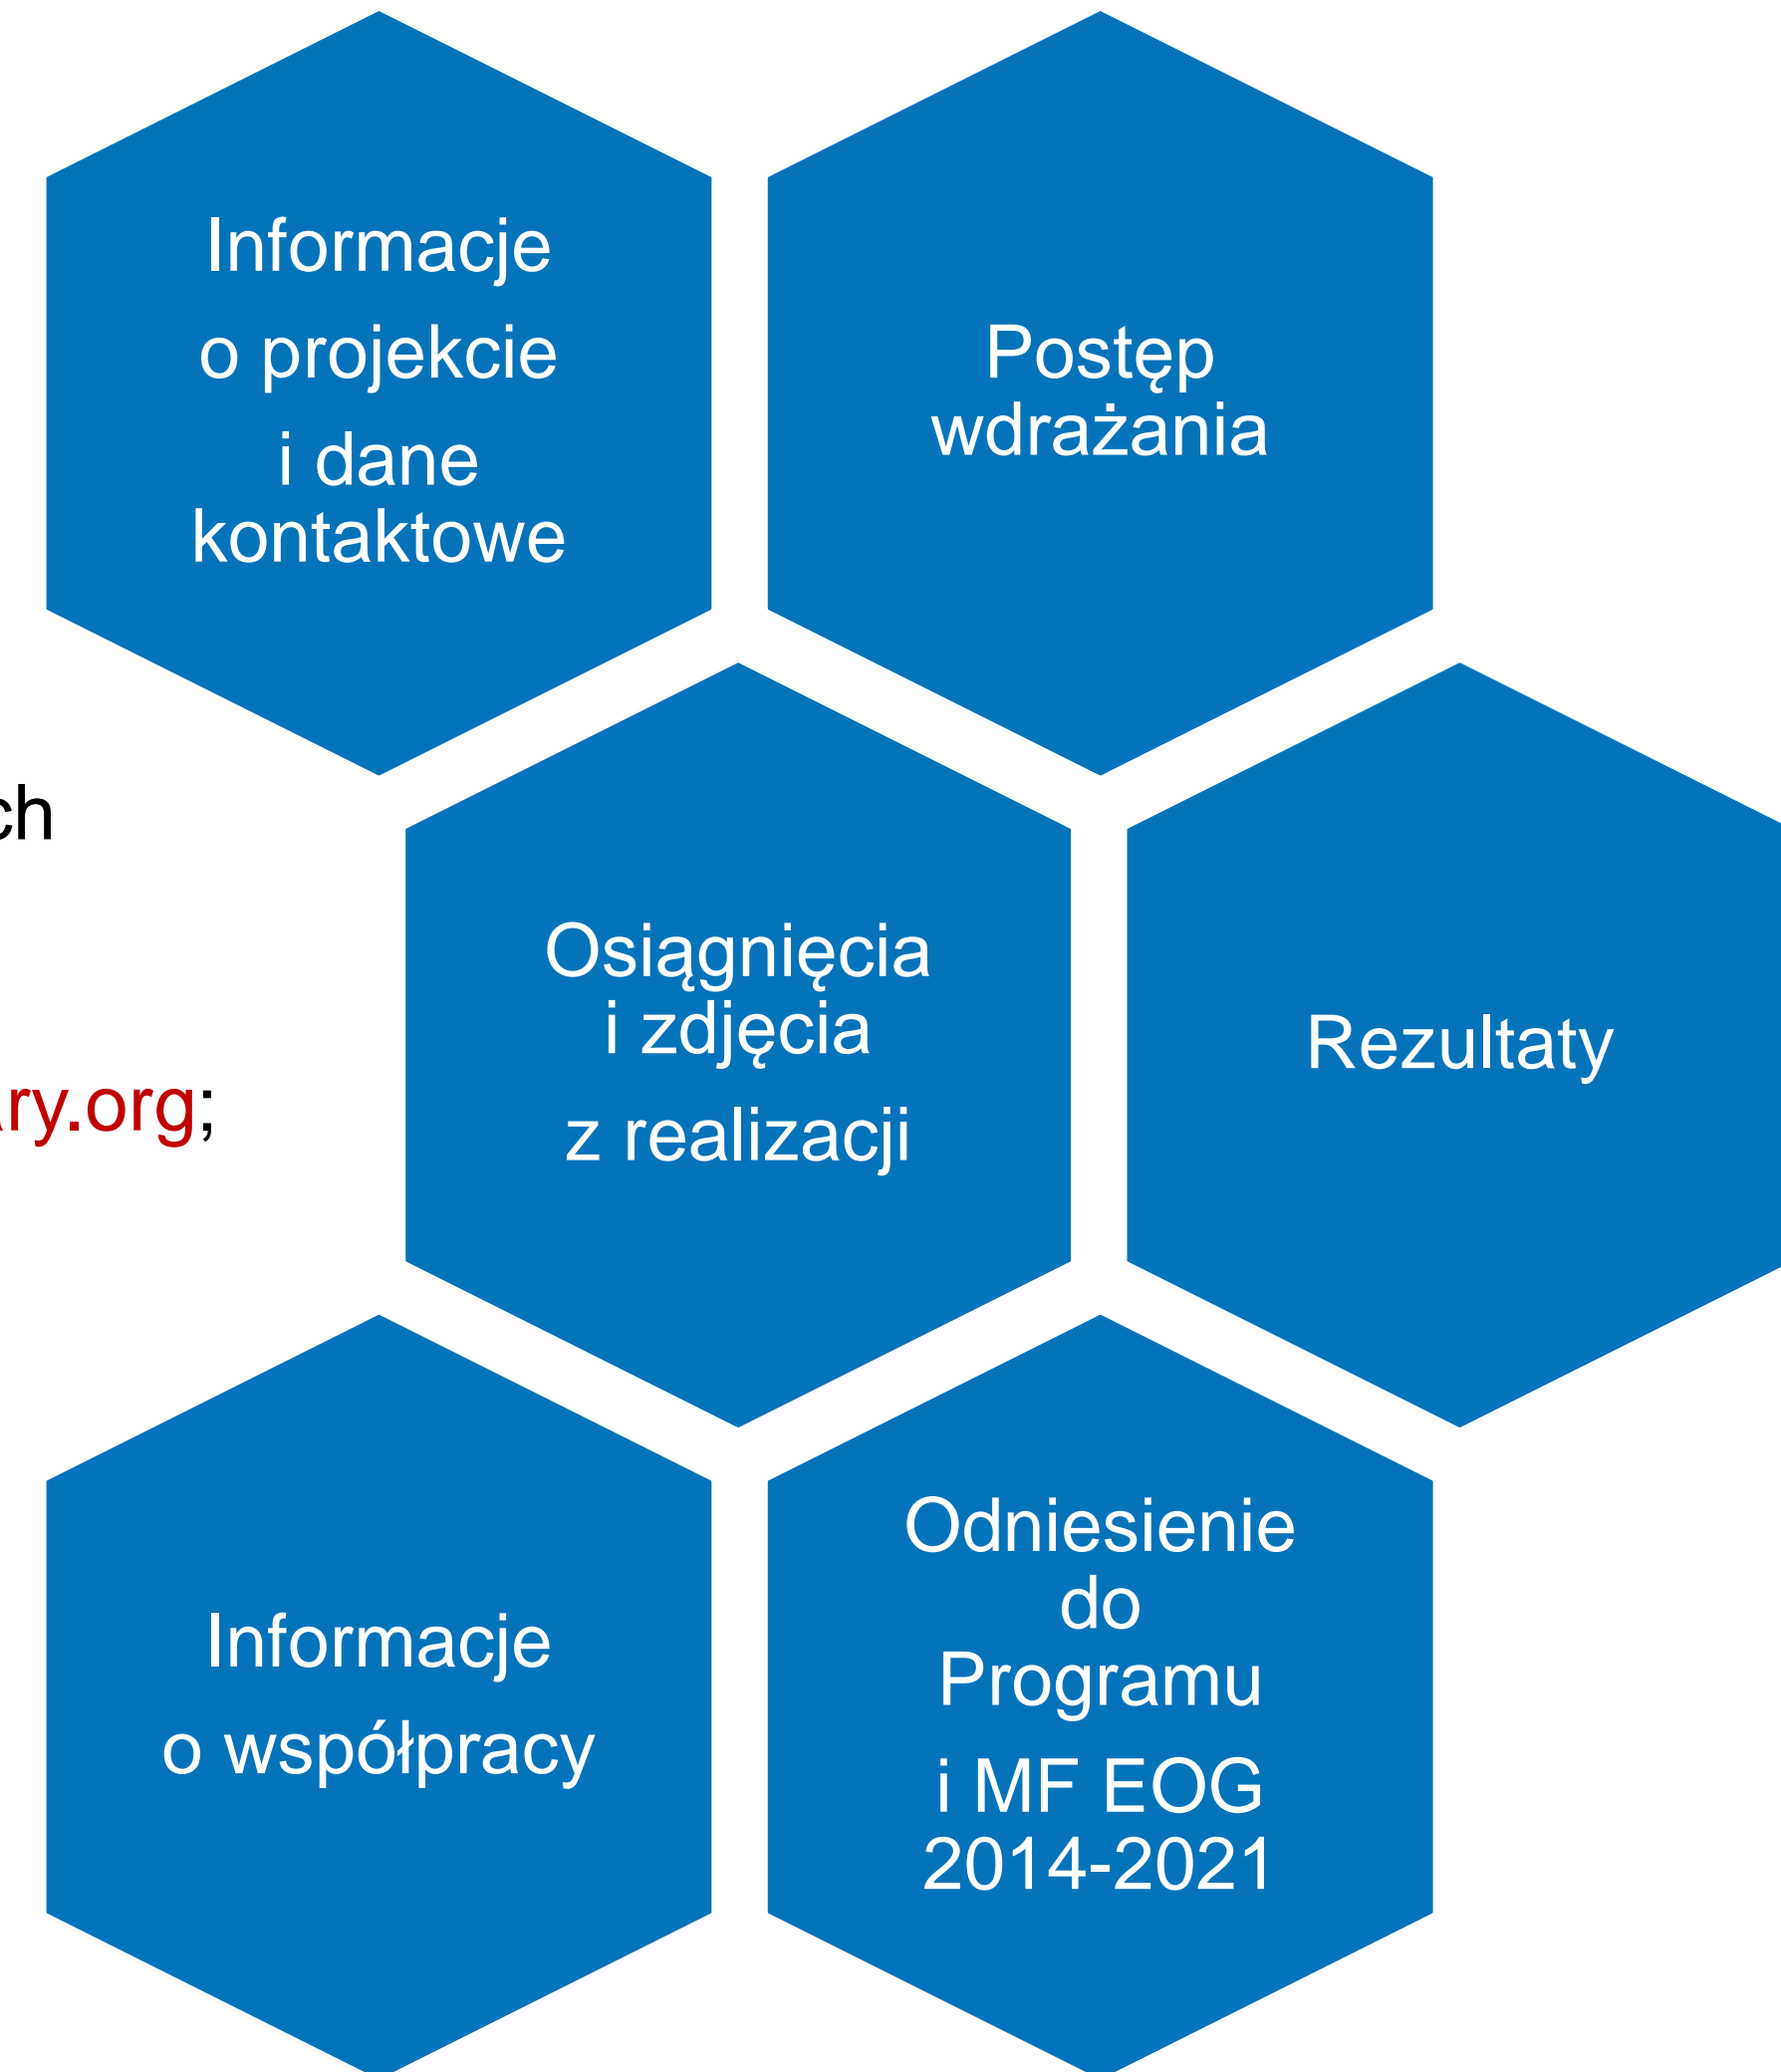 Informacje
o projekcie
i dane
kontaktowe
Postęp
wdrażania
ch
Osiągnięcia
i zdjęcia
z realizacji
Rezultaty
ry.org;
Informacje
o współpracy
Odniesienie
do
Programu
i MF EOG
2014-2021